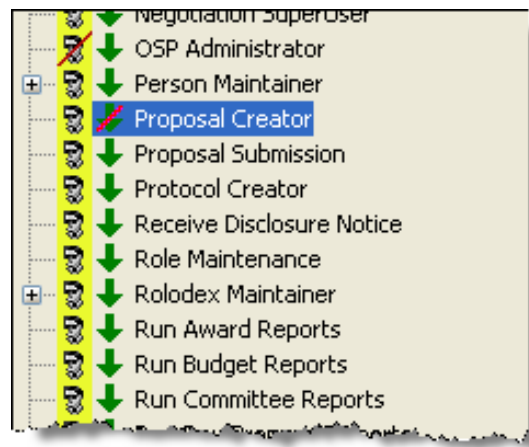 Negotiation SuperUser
OSP Administrator
Person Maintainer
Proposal Creator
Proposal Submission
Protocol Creator
Receive Disclosure Notice
Role Maintenance
Rolodex Maintainer
Run Award Reports
Run Budget Reports
Run Committee Reports